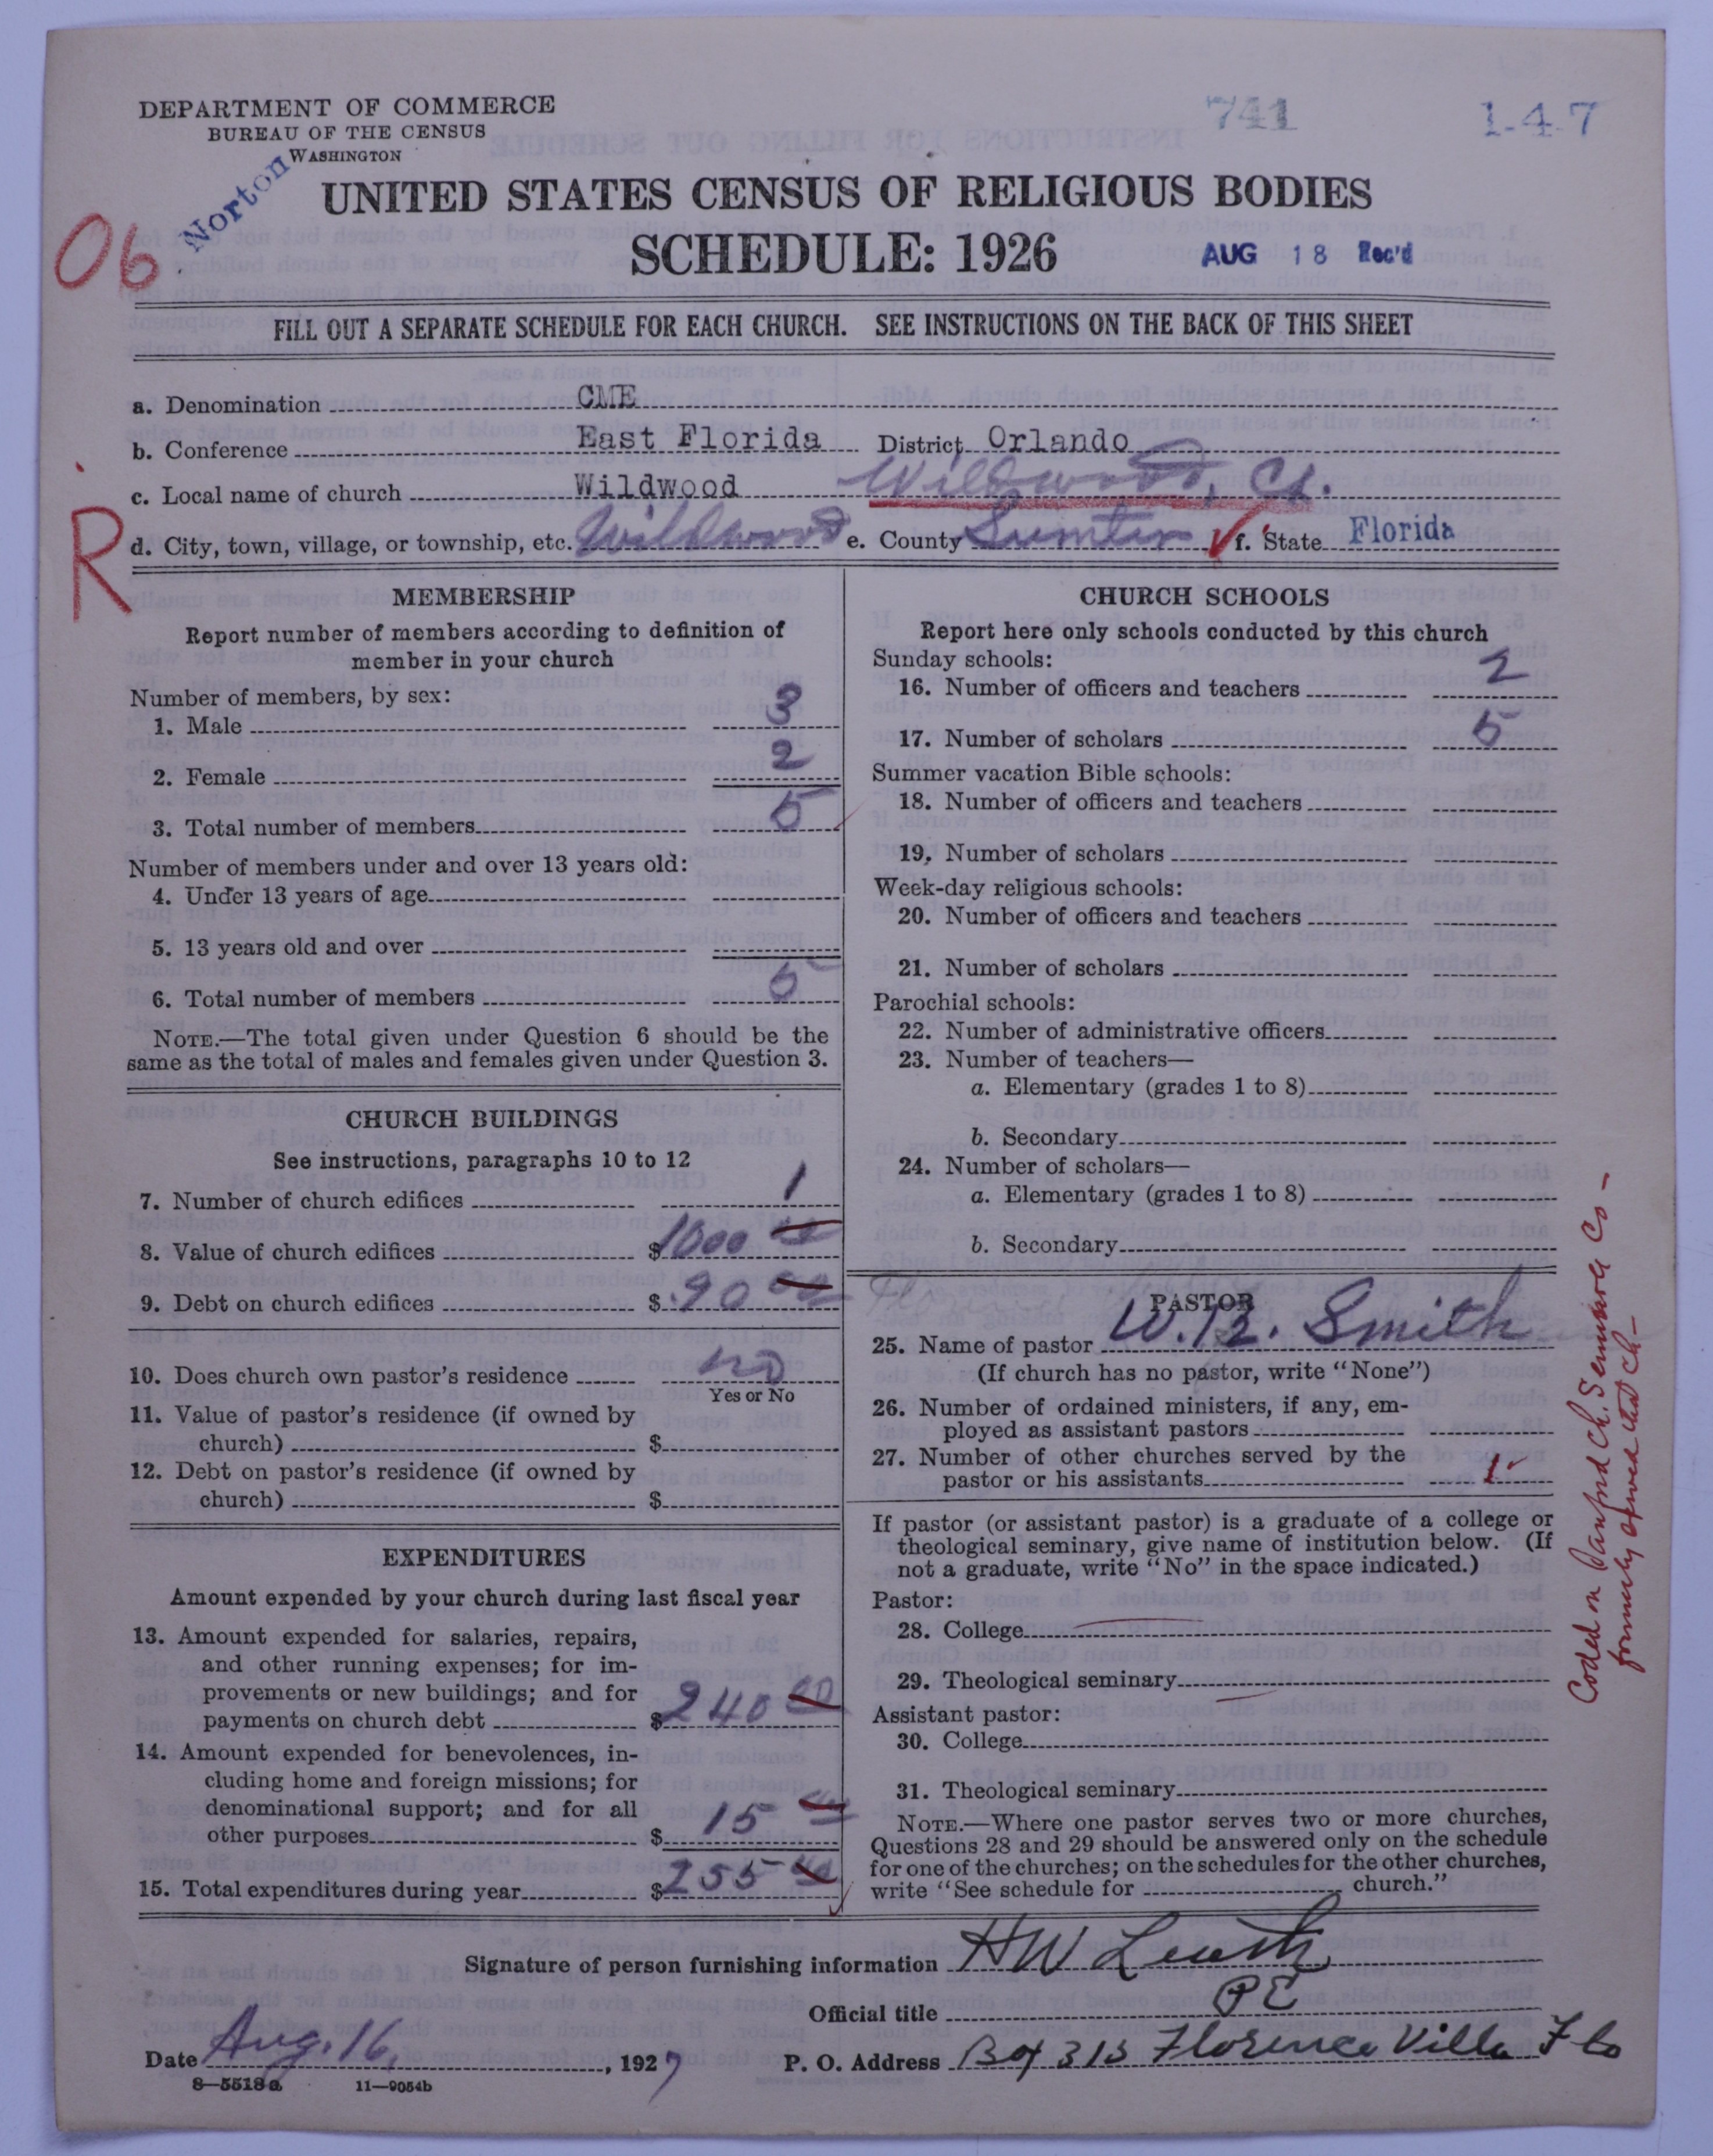 DEPARTMENT OF COMMERCE
BUREAU OF THE CENSUS
WASHINGTON
741
1-4-7
Norton
06
UNITED STATES CENSUS OF RELIGIOUS BODIES
SCHEDULE: 1926
AUG 18 Rec'd
FILL OUT A SEPARATE SCHEDULE FOR EACH CHURCH. SEE INSTRUCTIONS ON THE BACK OF THIS SHEET
a. Denomination CME
b. Conference East Florida District Orlando
c. Local name of church Wildwood Wildwood, Ct.
R
d. City, town, village, or township, etc. Wildwood e. County Sumter f. State Florida
MEMBERSHIP
Report number of members according to definition of
member in your church
Number of members, by sex:
1. Male 3
2. Female 2
3. Total number of members 5
Number of members under and over 13 years old:
4. Under 13 years of age
5. 13 years old and over
6. Total number of members 5
NOTE.—The total given under Question 6 should be the
same as the total of males and females given under Question 3.
CHURCH BUILDINGS
See instructions, paragraphs 10 to 12
7. Number of church edifices 1
8. Value of church edifices $1000 00
9. Debt on church edifices $90 00
10. Does church own pastor's residence no
Yes or No
11. Value of pastor's residence (if owned by
church) $
12. Debt on pastor's residence (if owned by
church) $
EXPENDITURES
Amount expended by your church during last fiscal year
13. Amount expended for salaries, repairs,
and other running expenses; for im-
provements or new buildings; and for
payments on church debt $240 00
14. Amount expended for benevolences, in-
cluding home and foreign missions; for
denominational support; and for all
other purposes $15 00
15. Total expenditures during year $255 00
CHURCH SCHOOLS
Report here only schools conducted by this church
Sunday schools:
16. Number of officers and teachers 2
17. Number of scholars 5
Summer vacation Bible schools:
18. Number of officers and teachers
19. Number of scholars
Week-day religious schools:
20. Number of officers and teachers
21. Number of scholars
Parochial schools:
22. Number of administrative officers
23. Number of teachers—
a. Elementary (grades 1 to 8)
b. Secondary
24. Number of scholars—
a. Elementary (grades 1 to 8)
b. Secondary
PASTOR
25. Name of pastor W. B. Smith
(If church has no pastor, write "None")
26. Number of ordained ministers, if any, em-
ployed as assistant pastors
27. Number of other churches served by the
pastor or his assistants 1
If pastor (or assistant pastor) is a graduate of a college or
theological seminary, give name of institution below. (If
not a graduate, write "No" in the space indicated.)
Pastor:
28. College
29. Theological seminary
Assistant pastor:
30. College
31. Theological seminary
NOTE.—Where one pastor serves two or more churches,
Questions 28 and 29 should be answered only on the schedule
for one of the churches; on the schedules for the other churches,
write "See schedule for church."
Coded on Sanford Ch. Seminole Co —
formerly served that Ch —
Signature of person furnishing information H W
Official title PE
Date Aug. 16, 1927 P. O. Address Box 315 Florence Villa Fla
8—5518a 11—9054b